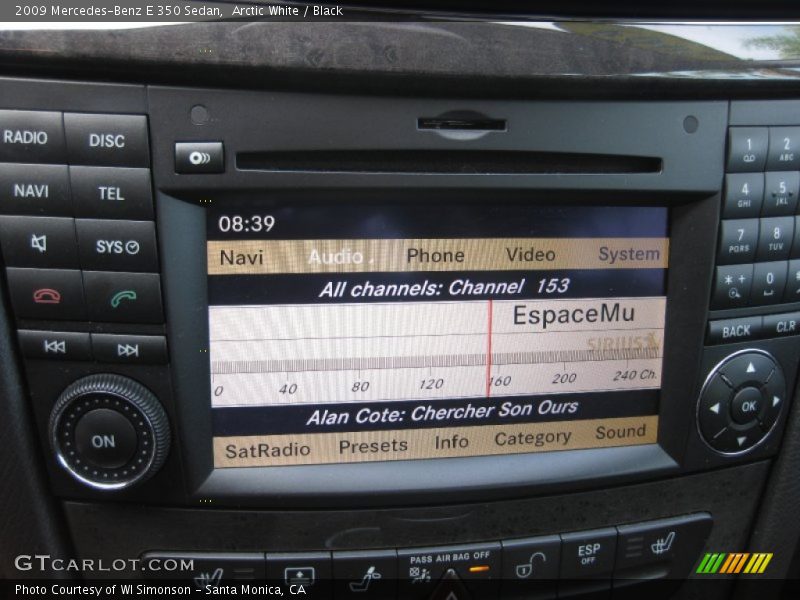 2009 Mercedes-Benz E 350 Sedan, Arctic White / Black
RADIO DISC
NAVI TEL
SYS
ON
08:39
Navi Audio Phone Video System
All channels: Channel 153
EspaceMu
SIRIUS
0 40 80 120 160 200 240 Ch.
Alan Cote: Chercher Son Ours
SatRadio Presets Info Category Sound
1 2 ABC
4 GHI 5 JKL
7 PQRS 8 TUV
*+ 0
BACK CLR
OK
PASS AIR BAG OFF
ESP OFF
GTCARLOT.COM
Photo Courtesy of WI Simonson - Santa Monica, CA